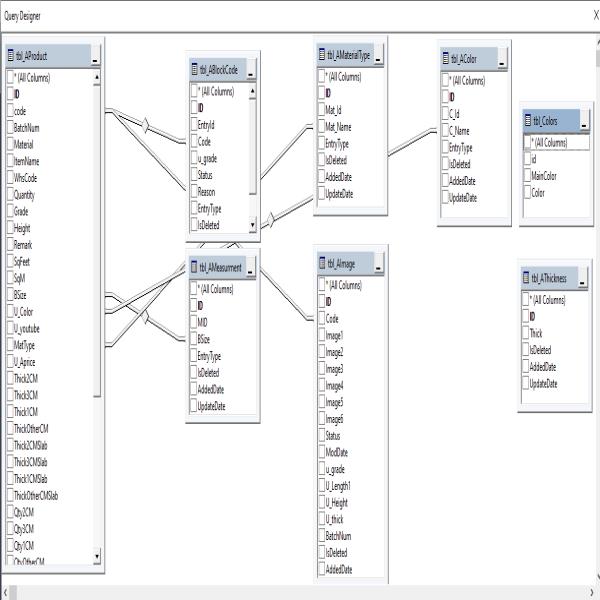 Query Designer
X
tbl_AProduct
* (All Columns)
ID
code
BatchNum
Material
ItemName
WhsCode
Quantity
Grade
Height
Remark
SqFeet
SqM
BSize
U_Color
U_youtube
MatType
U_Aprice
Thick2CM
Thick3CM
Thick1CM
ThickOtherCM
Thick2CMSlab
Thick3CMSlab
Thick1CMSlab
ThickOtherCMSlab
Qty2CM
Qty3CM
Qty1CM
QtyOtherCM
tbl_ABlockCode
* (All Columns)
ID
EntryId
Code
u_grade
Status
Reason
EntryType
IsDeleted
tbl_AMeasurment
* (All Columns)
ID
MID
BSize
EntryType
IsDeleted
AddedDate
UpdateDate
tbl_AMaterialType
* (All Columns)
ID
Mat_Id
Mat_Name
EntryType
IsDeleted
AddedDate
UpdateDate
tbl_AImage
* (All Columns)
ID
Code
Image1
Image2
Image3
Image4
Image5
Image6
Status
ModDate
u_grade
U_Length1
U_Height
U_thick
BatchNum
IsDeleted
AddedDate
tbl_AColor
* (All Columns)
ID
C_Id
C_Name
EntryType
IsDeleted
AddedDate
UpdateDate
tbl_Colors
* (All Columns)
id
MainColor
Color
tbl_AThickness
* (All Columns)
ID
Thick
IsDeleted
AddedDate
UpdateDate